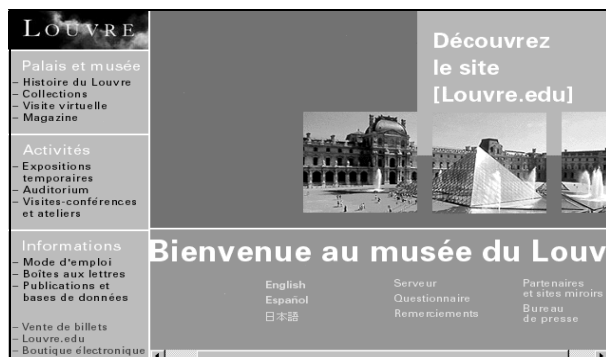 LOUVRE
Palais et musée
– Histoire du Louvre
– Collections
– Visite virtuelle
– Magazine
Activités
– Expositions
temporaires
– Auditorium
– Visites-conférences
et ateliers
Informations
– Mode d'emploi
– Boîtes aux lettres
– Publications et
bases de données
– Vente de billets
– Louvre.edu
– Boutique électronique
Découvrez
le site
[Louvre.edu]
Bienvenue au musée du Louv
English
Español
日本語
Serveur
Questionnaire
Remerciements
Partenaires
et sites miroirs
Bureau
de presse